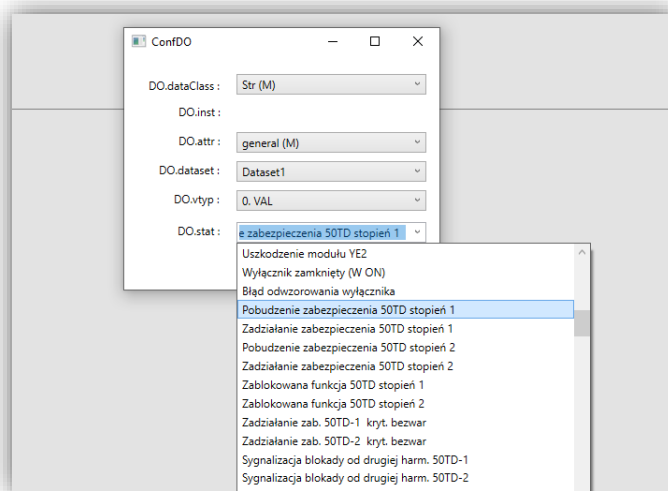 ConfDO
DO.dataClass : Str (M)
DO.inst :
DO.attr : general (M)
DO.dataset : Dataset1
DO.vtyp : 0. VAL
DO.stat : e zabezpieczenia 50TD stopień 1
Uszkodzenie modułu YE2
Wyłącznik zamknięty (W ON)
Błąd odwzorowania wyłącznika
Pobudzenie zabezpieczenia 50TD stopień 1
Zadziałanie zabezpieczenia 50TD stopień 1
Pobudzenie zabezpieczenia 50TD stopień 2
Zadziałanie zabezpieczenia 50TD stopień 2
Zablokowana funkcja 50TD stopień 1
Zablokowana funkcja 50TD stopień 2
Zadziałanie zab. 50TD-1 kryt. bezwar
Zadziałanie zab. 50TD-2 kryt. bezwar
Sygnalizacja blokady od drugiej harm. 50TD-1
Sygnalizacja blokady od drugiej harm. 50TD-2